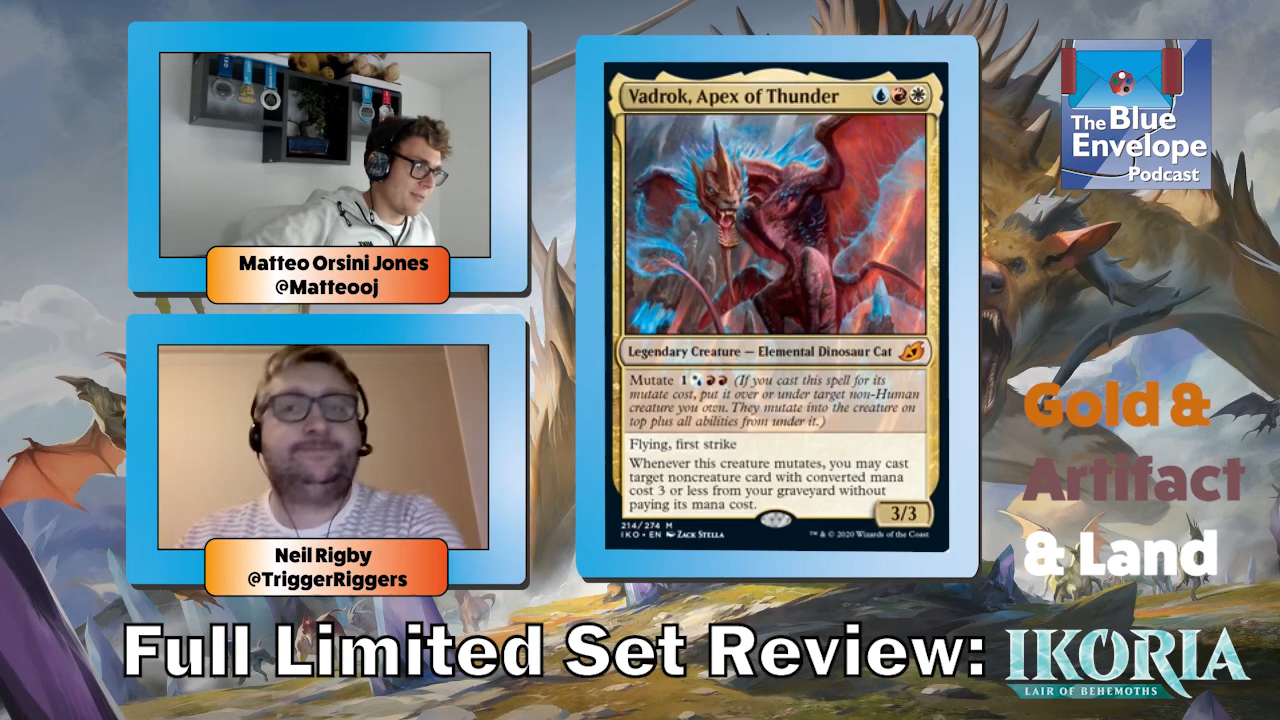 Matteo Orsini Jones
@Matteooj
Neil Rigby
@TriggerRiggers
Vadrok, Apex of Thunder
Legendary Creature — Elemental Dinosaur Cat
Mutate 1 (If you cast this spell for its
mutate cost, put it over or under target non-Human
creature you own. They mutate into the creature on
top plus all abilities from under it.)
Flying, first strike
Whenever this creature mutates, you may cast
target noncreature card with converted mana
cost 3 or less from your graveyard without
paying its mana cost.
3/3
214/274 M
IKO • EN ZACK STELLA
™ & © 2020 Wizards of the Coast
The Blue
Envelope
Podcast
Gold &
Artifact
& Land
Full Limited Set Review:
IKORIA
LAIR OF BEHEMOTHS